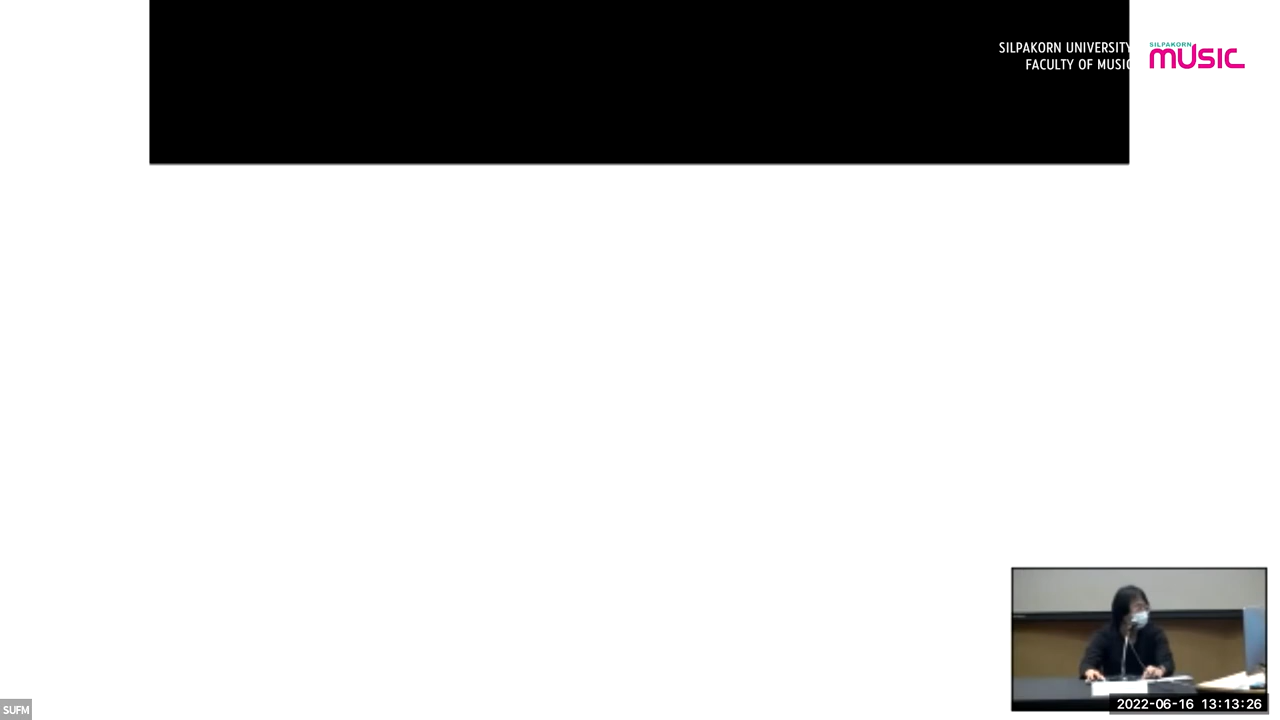 SILPAKORN UNIVERSITY
FACULTY OF MUSIC
SILPAKORN
MUSIC
SUFM
2022-06-16 13:13:26